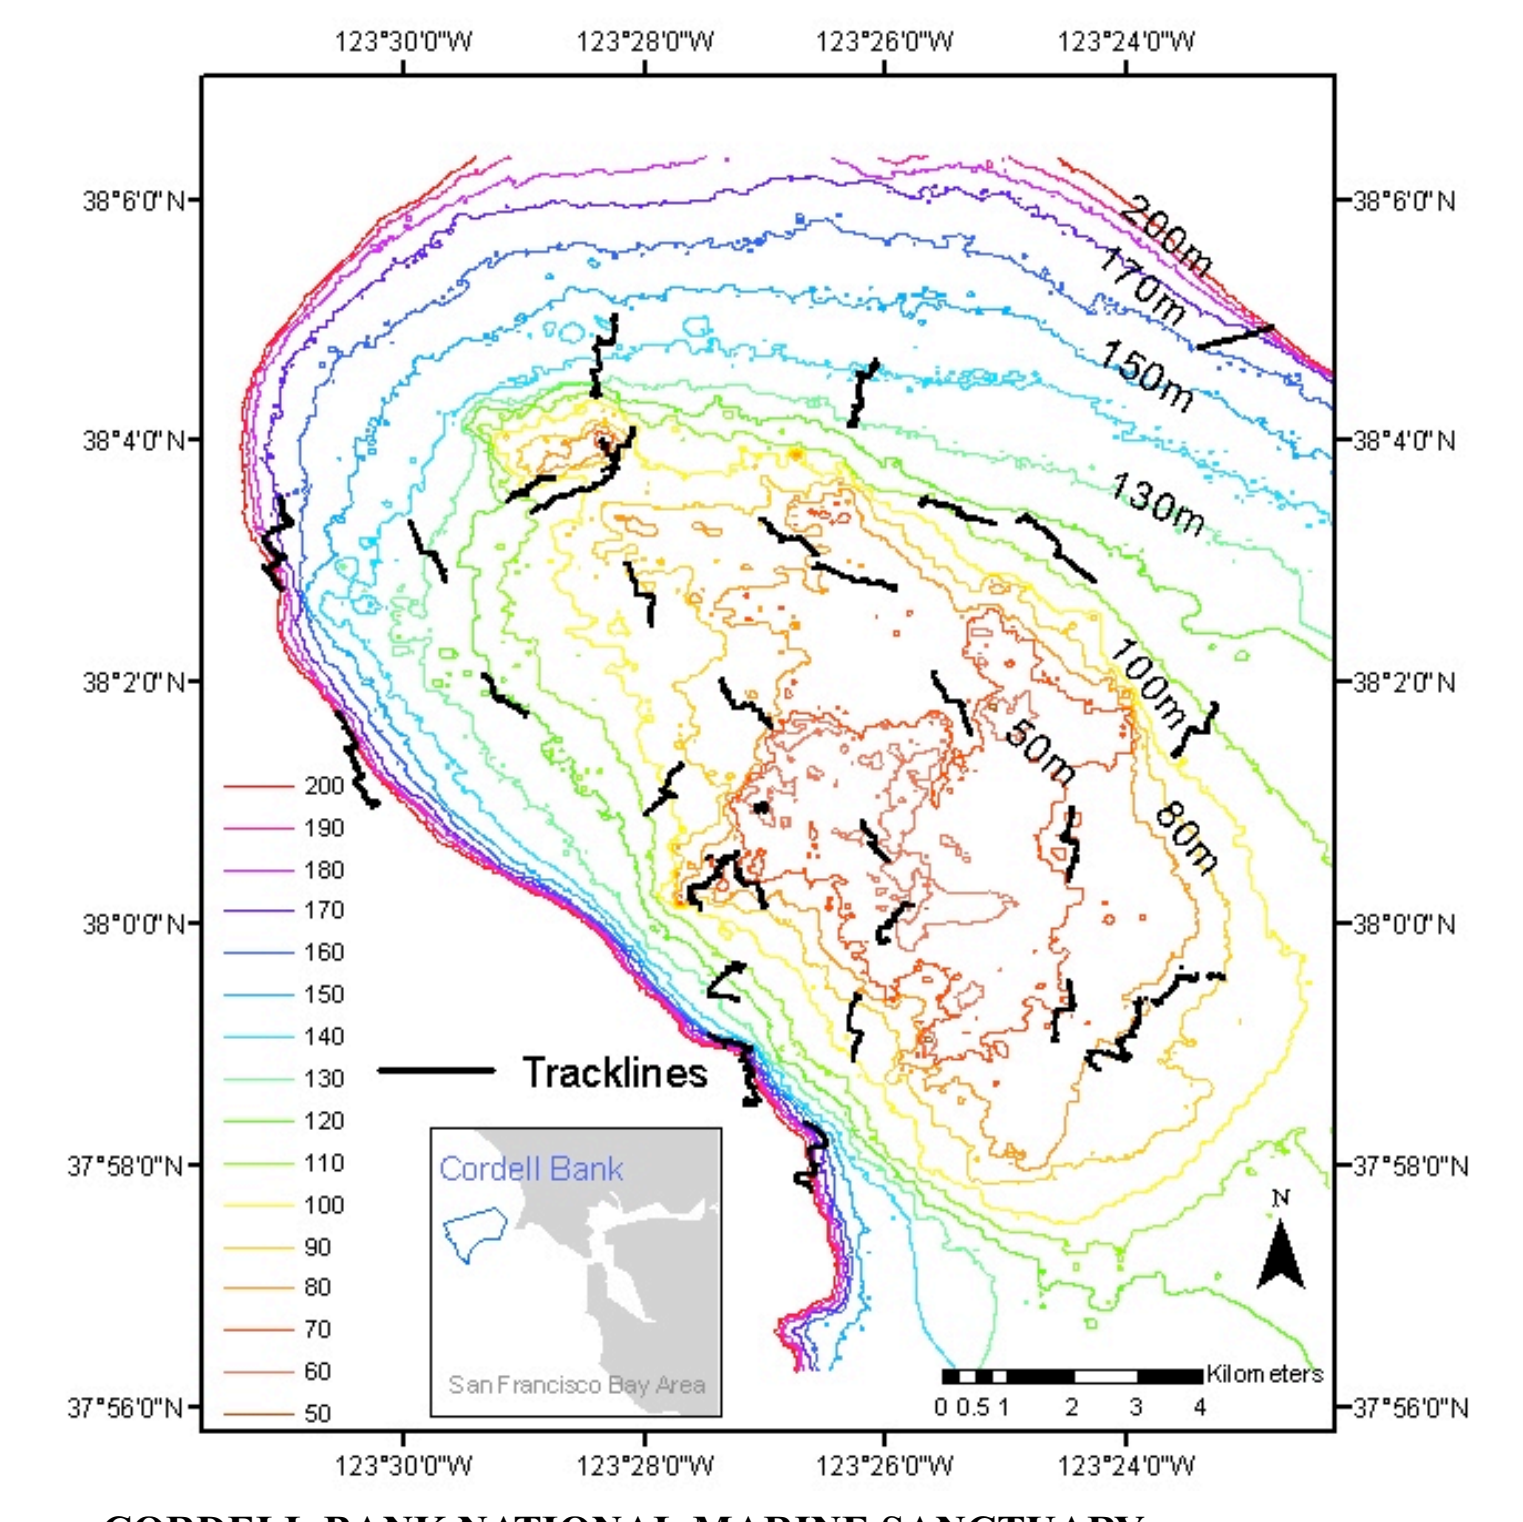 123°30'0"W 123°28'0"W 123°26'0"W 123°24'0"W
38°6'0"N 38°6'0"N
200m
170m
150m
38°4'0"N 38°4'0"N
130m
100m
38°2'0"N 38°2'0"N
50m
80m
200
190
180
170
38°0'0"N 38°0'0"N
160
150
140
Tracklines
130
120
Cordell Bank
37°58'0"N 37°58'0"N
110
N
100
90
80
70
60
Kilometers
San Francisco Bay Area
0 0.5 1 2 3 4
37°56'0"N 37°56'0"N
50
123°30'0"W 123°28'0"W 123°26'0"W 123°24'0"W
CORDELL BANK NATIONAL MARINE SANCTUARY